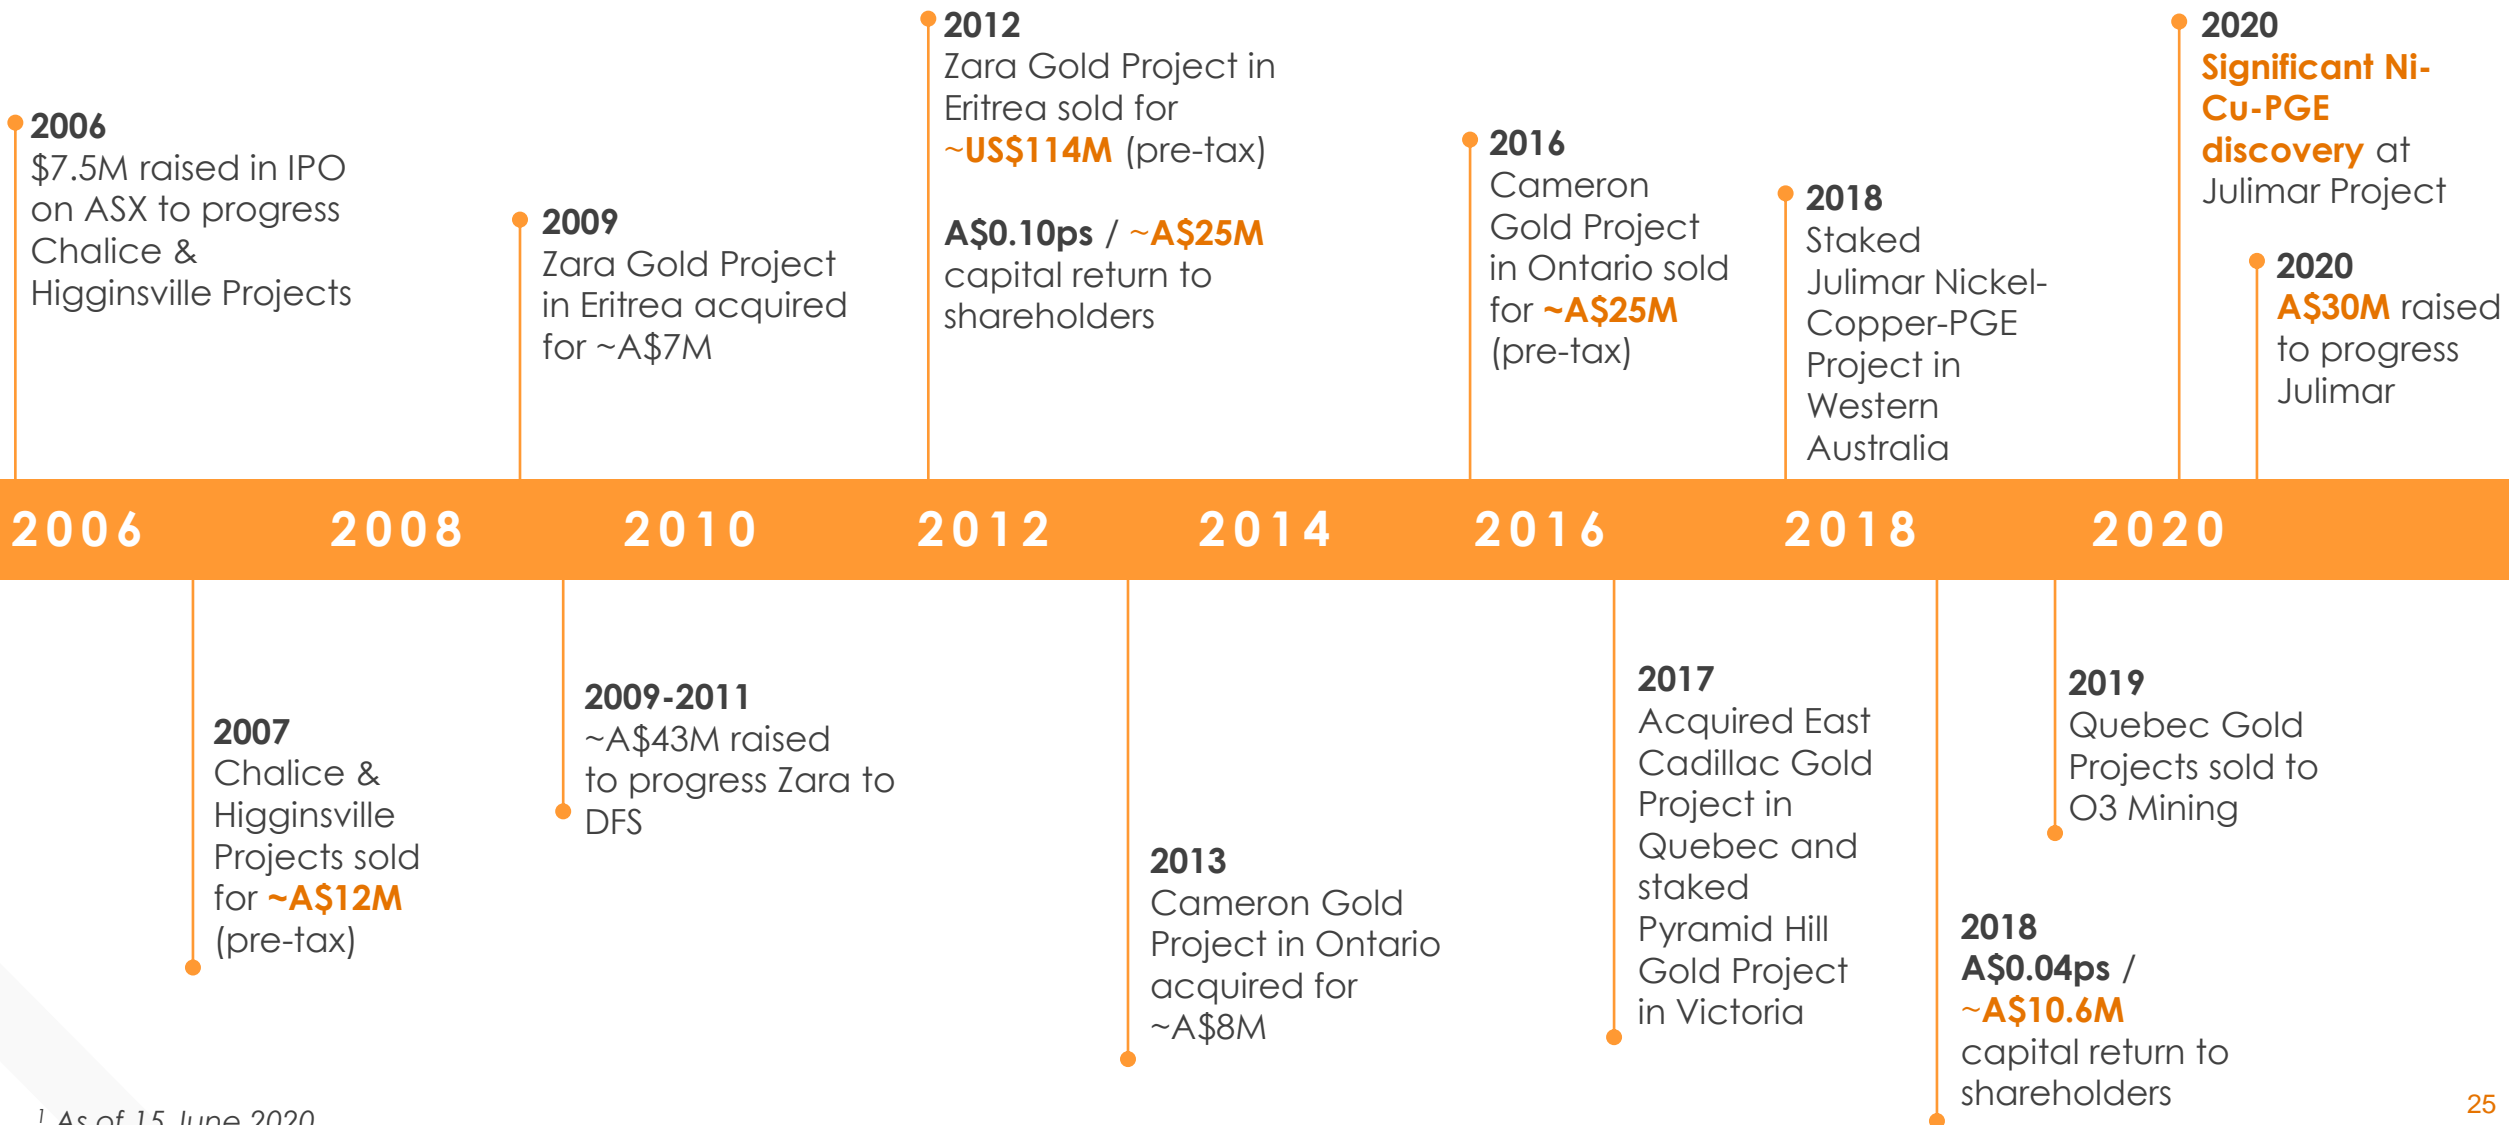 2006
$7.5M raised in IPO
on ASX to progress
Chalice &
Higginsville Projects
2009
Zara Gold Project
in Eritrea acquired
for ~A$7M
2012
Zara Gold Project in
Eritrea sold for
~US$114M (pre-tax)
A$0.10ps / ~A$25M
capital return to
shareholders
2016
Cameron
Gold Project
in Ontario sold
for ~A$25M
(pre-tax)
2018
Staked
Julimar Nickel-
Copper-PGE
Project in
Western
Australia
2020
Significant Ni-
Cu-PGE
discovery at
Julimar Project
2020
A$30M raised
to progress
Julimar
2006 2008 2010 2012 2014 2016 2018 2020
2007
Chalice &
Higginsville
Projects sold
for ~A$12M
(pre-tax)
2009-2011
~A$43M raised
to progress Zara to
DFS
2013
Cameron Gold
Project in Ontario
acquired for
~A$8M
2017
Acquired East
Cadillac Gold
Project in
Quebec and
staked
Pyramid Hill
Gold Project
in Victoria
2018
A$0.04ps /
~A$10.6M
capital return to
shareholders
2019
Quebec Gold
Projects sold to
O3 Mining
1 As of 15 June 2020
25